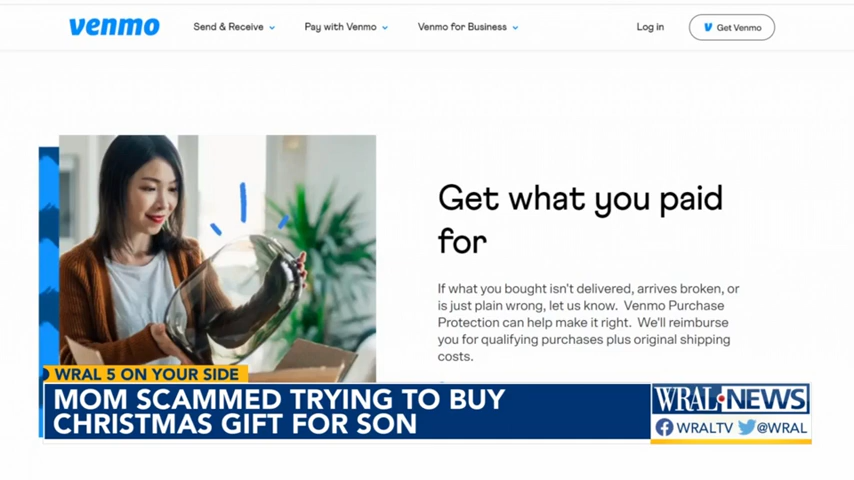 venmo
Send & Receive
Pay with Venmo
Venmo for Business
Log in
Get Venmo
Get what you paid
for
If what you bought isn't delivered, arrives broken, or
is just plain wrong, let us know. Venmo Purchase
Protection can help make it right. We'll reimburse
you for qualifying purchases plus original shipping
costs.
WRAL 5 ON YOUR SIDE
MOM SCAMMED TRYING TO BUY
CHRISTMAS GIFT FOR SON
WRAL NEWS
WRALTV @WRAL